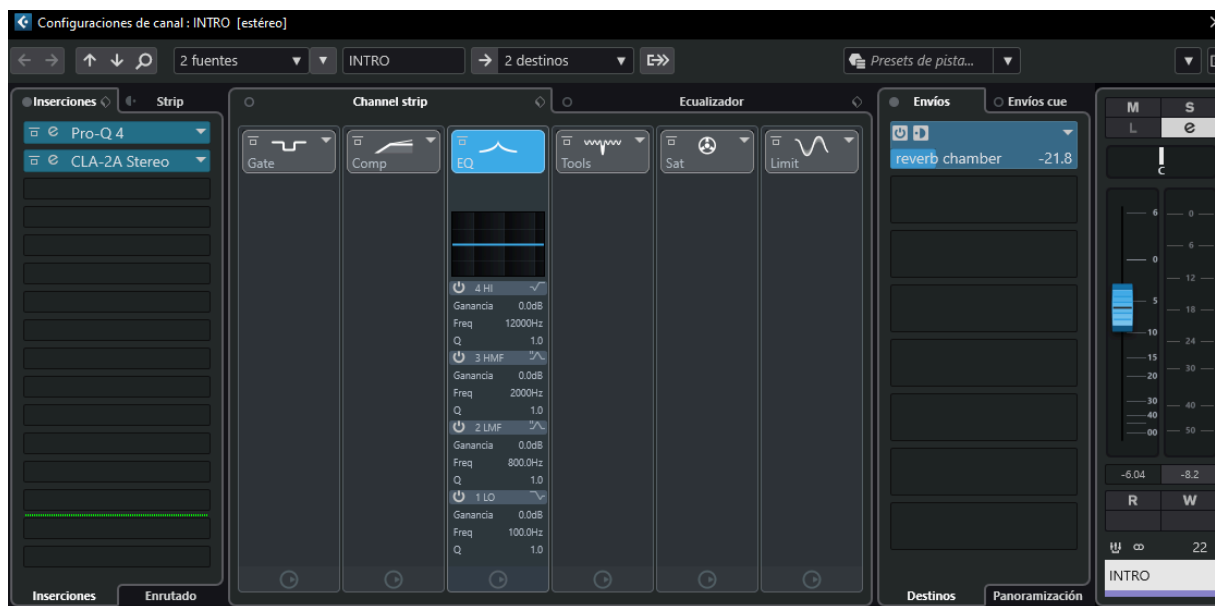 Configuraciones de canal : INTRO [estéreo]
2 fuentes
INTRO
2 destinos
Presets de pista...
Inserciones
Strip
Channel strip
Ecualizador
Envíos
Envíos cue
M
S
L
e
Pro-Q 4
CLA-2A Stereo
Gate
Comp
EQ
Tools
Sat
Limit
reverb chamber -21.8
C
4 HI
Ganancia 0.0dB
Freq 12000Hz
Q 1.0
3 HMF
Ganancia 0.0dB
Freq 2000Hz
Q 1.0
2 LMF
Ganancia 0.0dB
Freq 800.0Hz
Q 1.0
1 LO
Ganancia 0.0dB
Freq 100.0Hz
Q 1.0
6
0
5
10
15
20
30
40
00
0
6
12
18
24
30
40
50
-6.04
-8.2
R
W
22
INTRO
Inserciones
Enrutado
Destinos
Panoramización